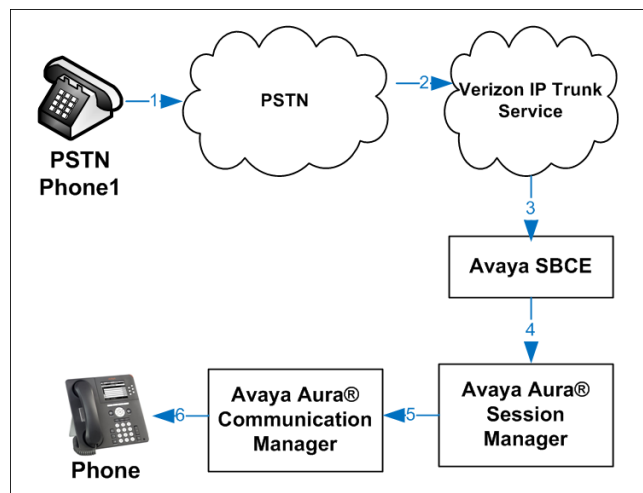 1
PSTN
2
Verizon IP Trunk
Service
PSTN
Phone1
3
Avaya SBCE
4
Avaya Aura®
Session
Manager
5
Avaya Aura®
Communication
Manager
6
Phone